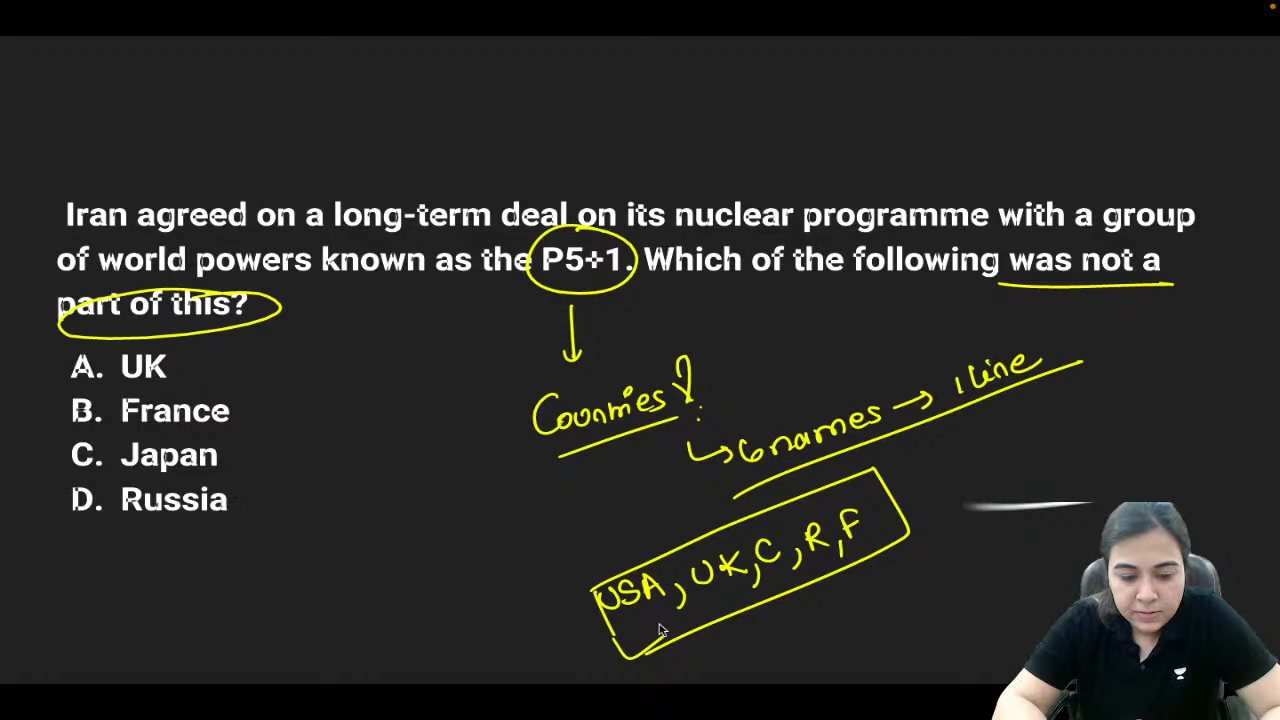 Iran agreed on a long-term deal on its nuclear programme with a group
of world powers known as the P5+1. Which of the following was not a
part of this?
A. UK
B. France
C. Japan
D. Russia
Countries?
6 names → 1 line
USA, UK, C, R, F